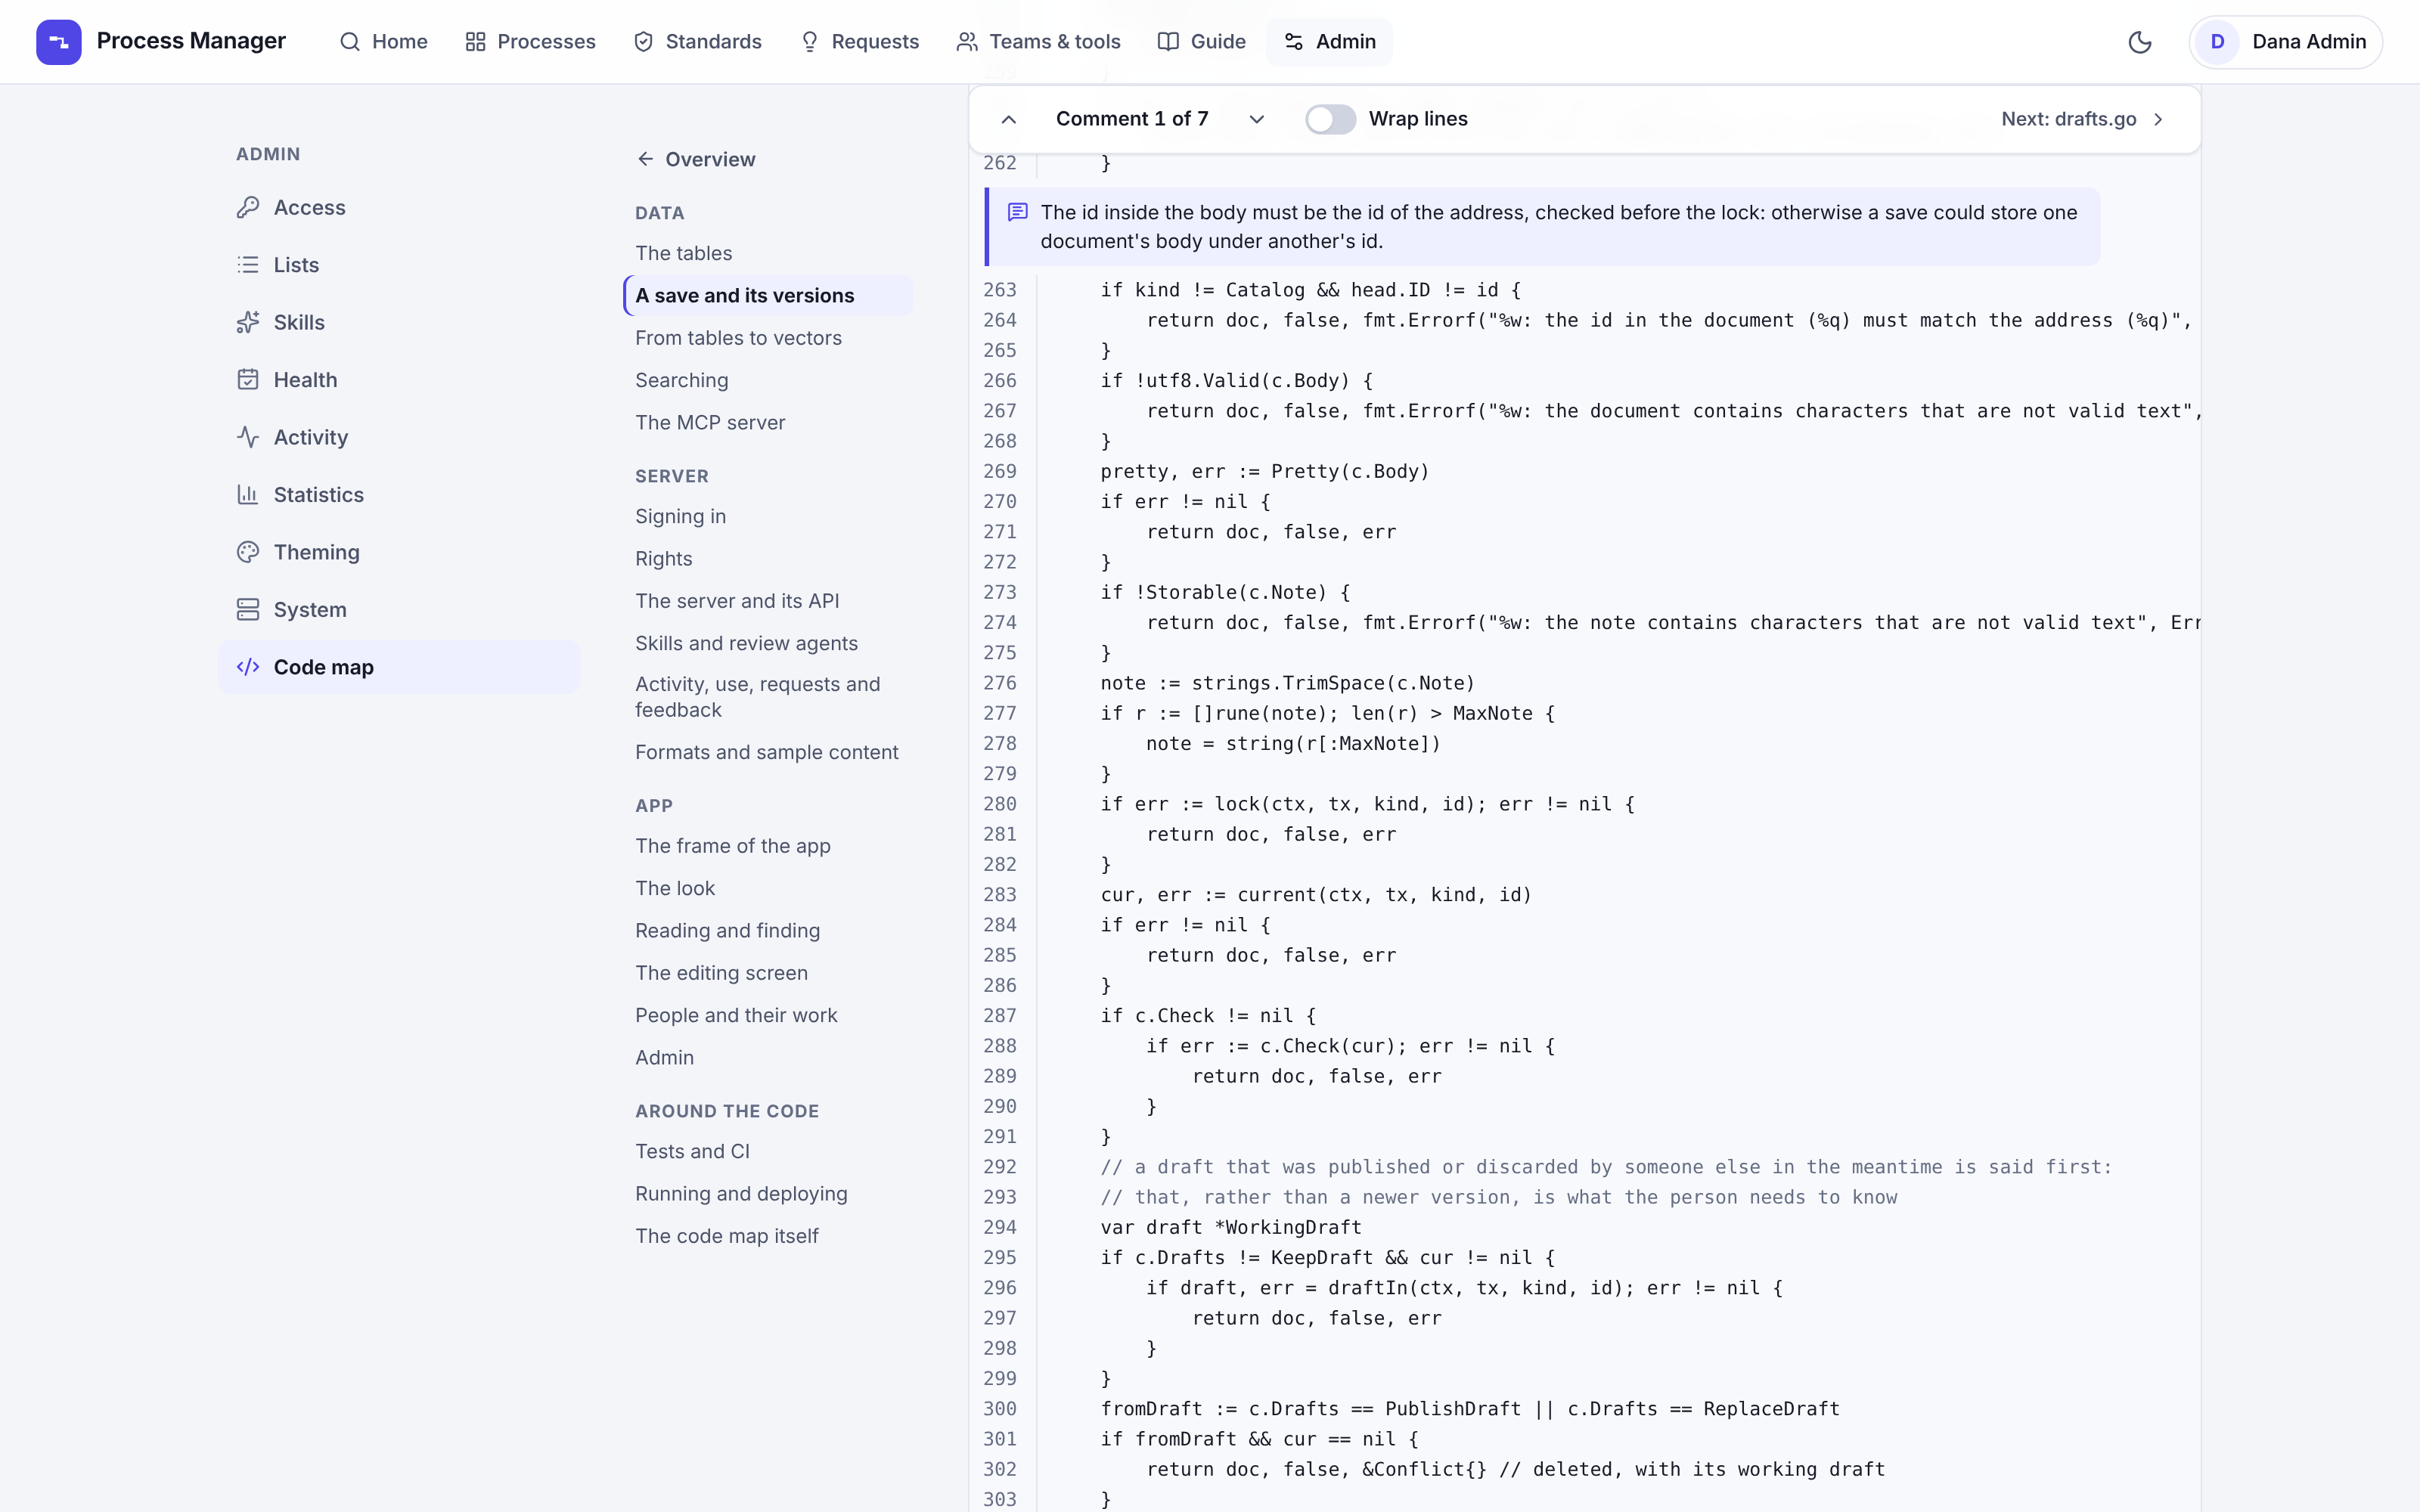 Process Manager
Home
Processes
Standards
Requests
Teams & tools
Guide
Admin
D
Dana Admin
ADMIN
Access
Lists
Skills
Health
Activity
Statistics
Theming
System
Code map
Overview
DATA
The tables
A save and its versions
From tables to vectors
Searching
The MCP server
SERVER
Signing in
Rights
The server and its API
Skills and review agents
Activity, use, requests and
feedback
Formats and sample content
APP
The frame of the app
The look
Reading and finding
The editing screen
People and their work
Admin
AROUND THE CODE
Tests and CI
Running and deploying
The code map itself
Comment 1 of 7
Wrap lines
Next: drafts.go
262     }
The id inside the body must be the id of the address, checked before the lock: otherwise a save could store one
document's body under another's id.
263     if kind != Catalog && head.ID != id {
264         return doc, false, fmt.Errorf("%w: the id in the document (%q) must match the address (%q)",
265     }
266     if !utf8.Valid(c.Body) {
267         return doc, false, fmt.Errorf("%w: the document contains characters that are not valid text",
268     }
269     pretty, err := Pretty(c.Body)
270     if err != nil {
271         return doc, false, err
272     }
273     if !Storable(c.Note) {
274         return doc, false, fmt.Errorf("%w: the note contains characters that are not valid text", Err
275     }
276     note := strings.TrimSpace(c.Note)
277     if r := []rune(note); len(r) > MaxNote {
278         note = string(r[:MaxNote])
279     }
280     if err := lock(ctx, tx, kind, id); err != nil {
281         return doc, false, err
282     }
283     cur, err := current(ctx, tx, kind, id)
284     if err != nil {
285         return doc, false, err
286     }
287     if c.Check != nil {
288         if err := c.Check(cur); err != nil {
289             return doc, false, err
290         }
291     }
292     // a draft that was published or discarded by someone else in the meantime is said first:
293     // that, rather than a newer version, is what the person needs to know
294     var draft *WorkingDraft
295     if c.Drafts != KeepDraft && cur != nil {
296         if draft, err = draftIn(ctx, tx, kind, id); err != nil {
297             return doc, false, err
298         }
299     }
300     fromDraft := c.Drafts == PublishDraft || c.Drafts == ReplaceDraft
301     if fromDraft && cur == nil {
302         return doc, false, &Conflict{} // deleted, with its working draft
303     }